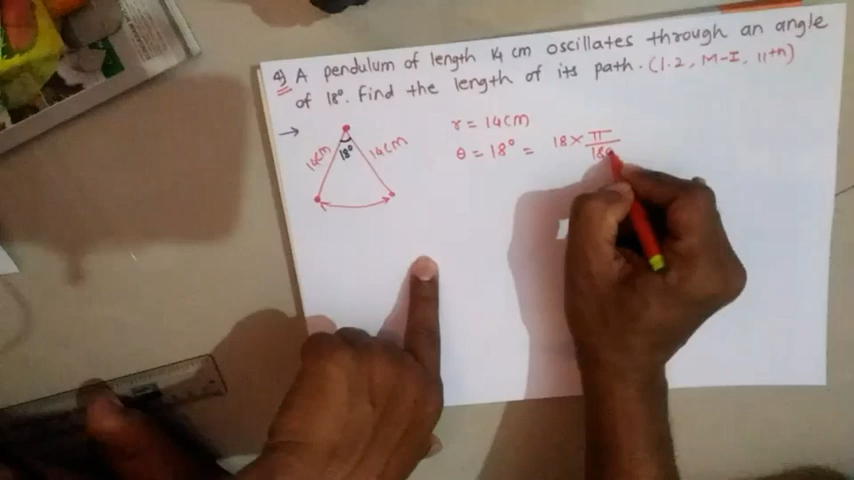 4) A pendulum of length 14 cm oscillates through an angle
of 18°. Find the length of its path. (1.2, M-I, 11th)
→
14cm 18° 14cm
r = 14cm
θ = 18° = 18 × π/180